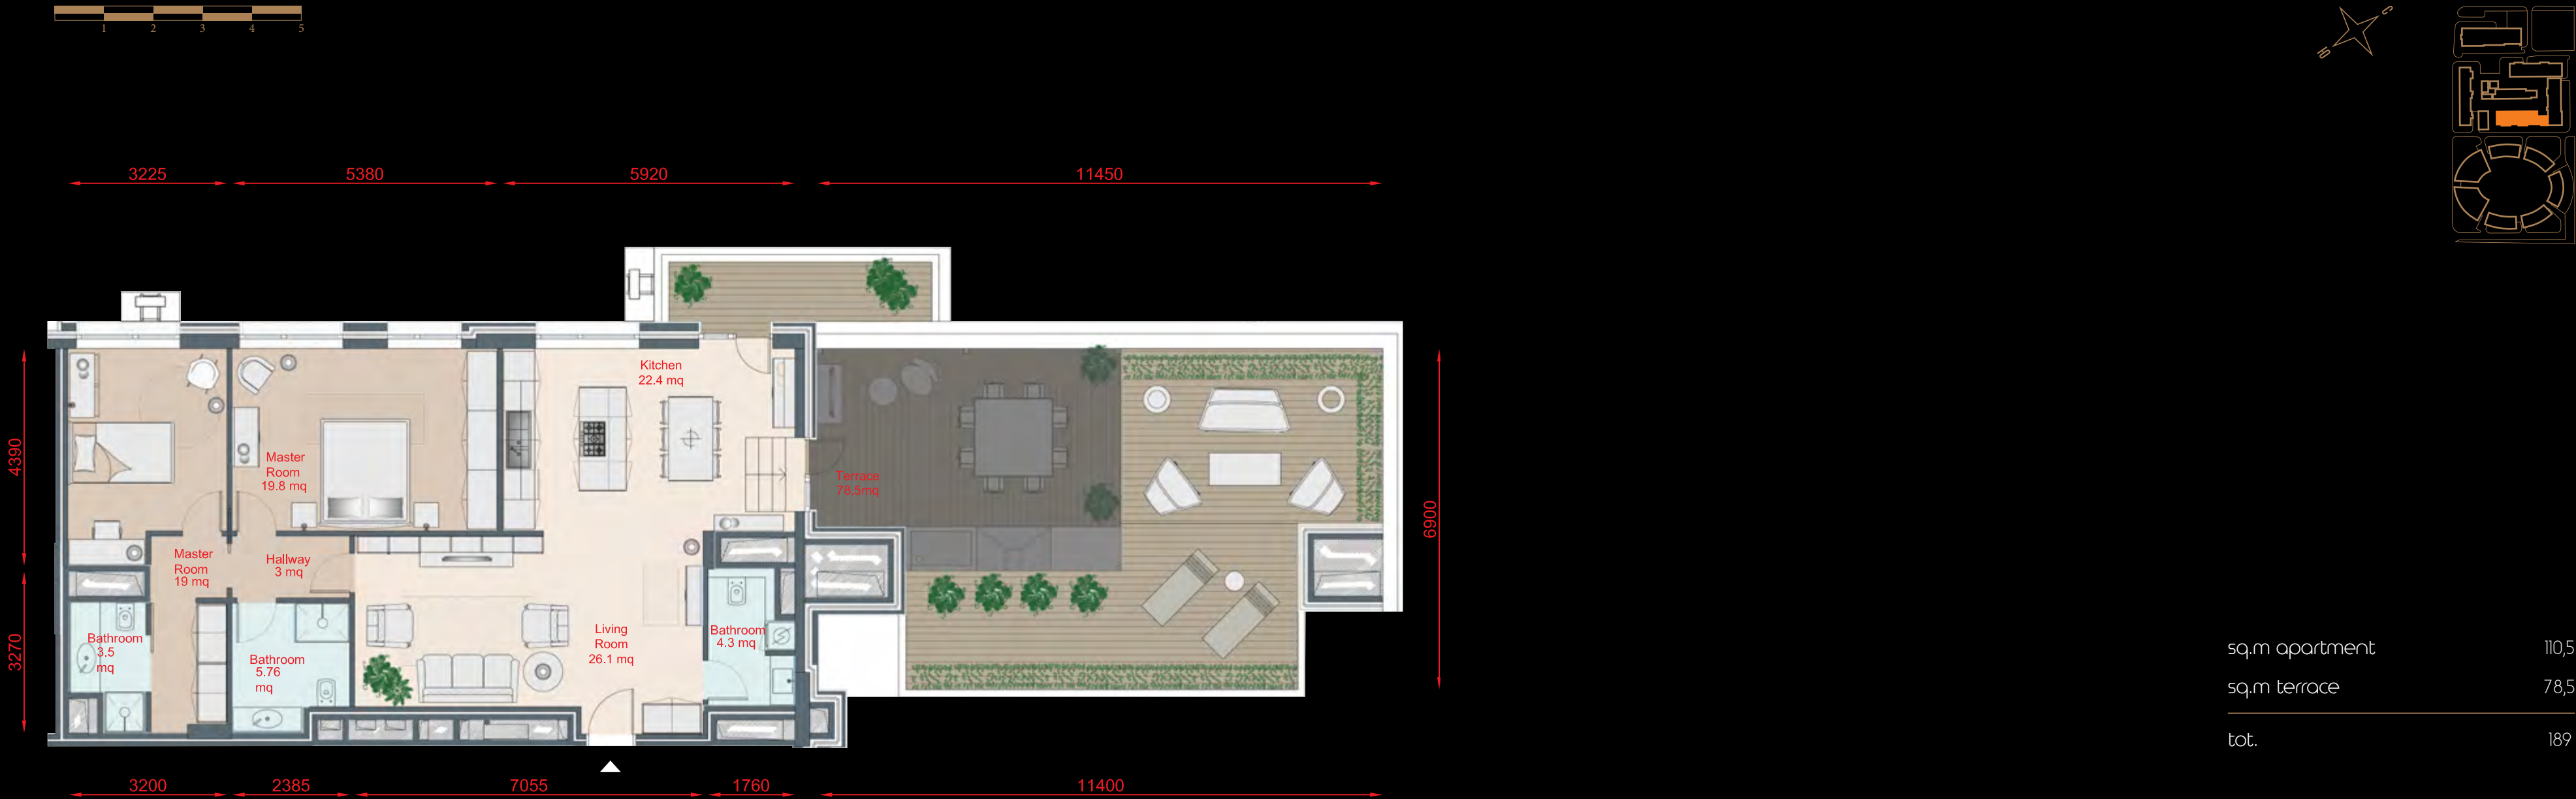 1 2 3 4 5
C
3225 5380 5920 11450
Kitchen
22.4 mq
4390
Master
Room
19.8 mq
Terrace
78.5mq
6900
Master
Room
19 mq
Hallway
3 mq
3270
Bathroom
3.5
mq
Bathroom
5.76
mq
Living
Room
26.1 mq
Bathroom
4.3 mq
sq.m apartment 110,5
sq.m terrace 78,5
tot. 189
3200 2385 7055 1760 11400